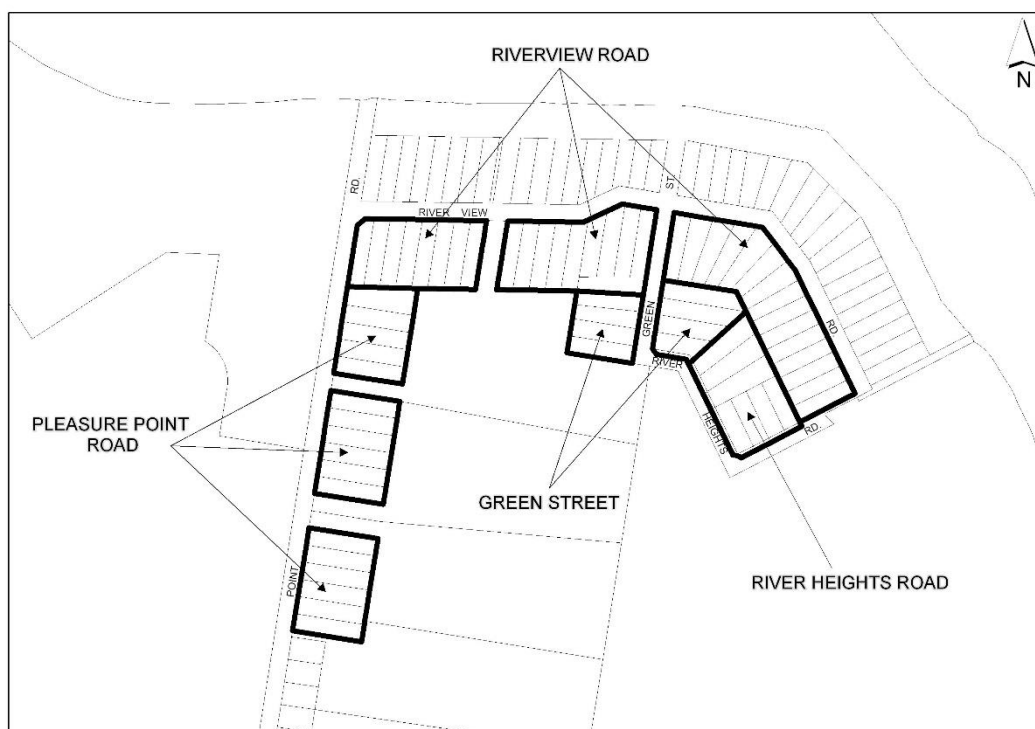 RIVERVIEW ROAD
N
RD.
ST.
RIVER VIEW
GREEN
RIVER
RD.
PLEASURE POINT
ROAD
HEIGHTS
RD.
GREEN STREET
POINT
RIVER HEIGHTS ROAD